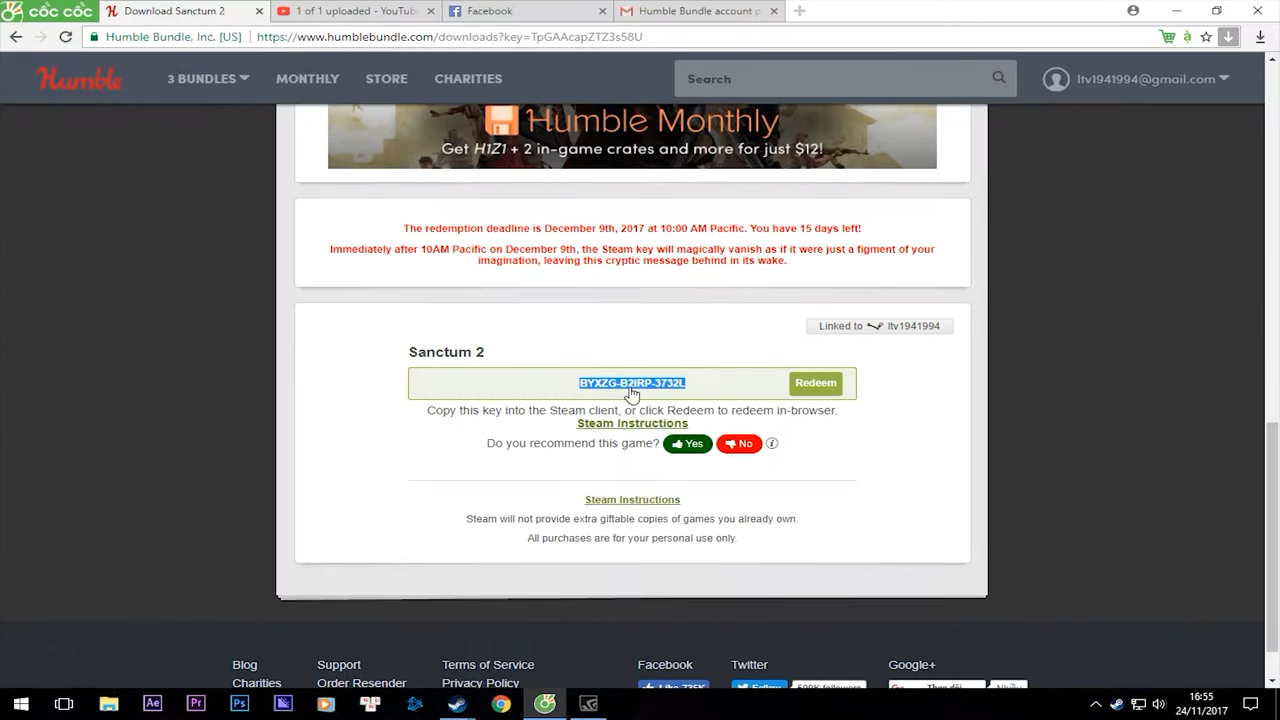 cốc cốc
Download Sanctum 2
1 of 1 uploaded - YouTub
Facebook
Humble Bundle account p
Humble Bundle, Inc. [US]
https://www.humblebundle.com/downloads?key=TpGAAcapZTZ3s58U
Humble
3 BUNDLES
MONTHLY
STORE
CHARITIES
Search
ltv1941994@gmail.com
Humble Monthly
Get H1Z1 + 2 in-game crates and more for just $12!
The redemption deadline is December 9th, 2017 at 10:00 AM Pacific. You have 15 days left!
Immediately after 10AM Pacific on December 9th, the Steam key will magically vanish as if it were just a figment of your
imagination, leaving this cryptic message behind in its wake.
Linked to ltv1941994
Sanctum 2
BYXZG-B2IRP-3732L
Redeem
Copy this key into the Steam client, or click Redeem to redeem in-browser.
Steam Instructions
Do you recommend this game? Yes No
Steam Instructions
Steam will not provide extra giftable copies of games you already own.
All purchases are for your personal use only.
Blog
Support
Terms of Service
Facebook
Twitter
Google+
Charities
Order Resender
Privacy Policy
Follow
Theo dõi
16:55
24/11/2017